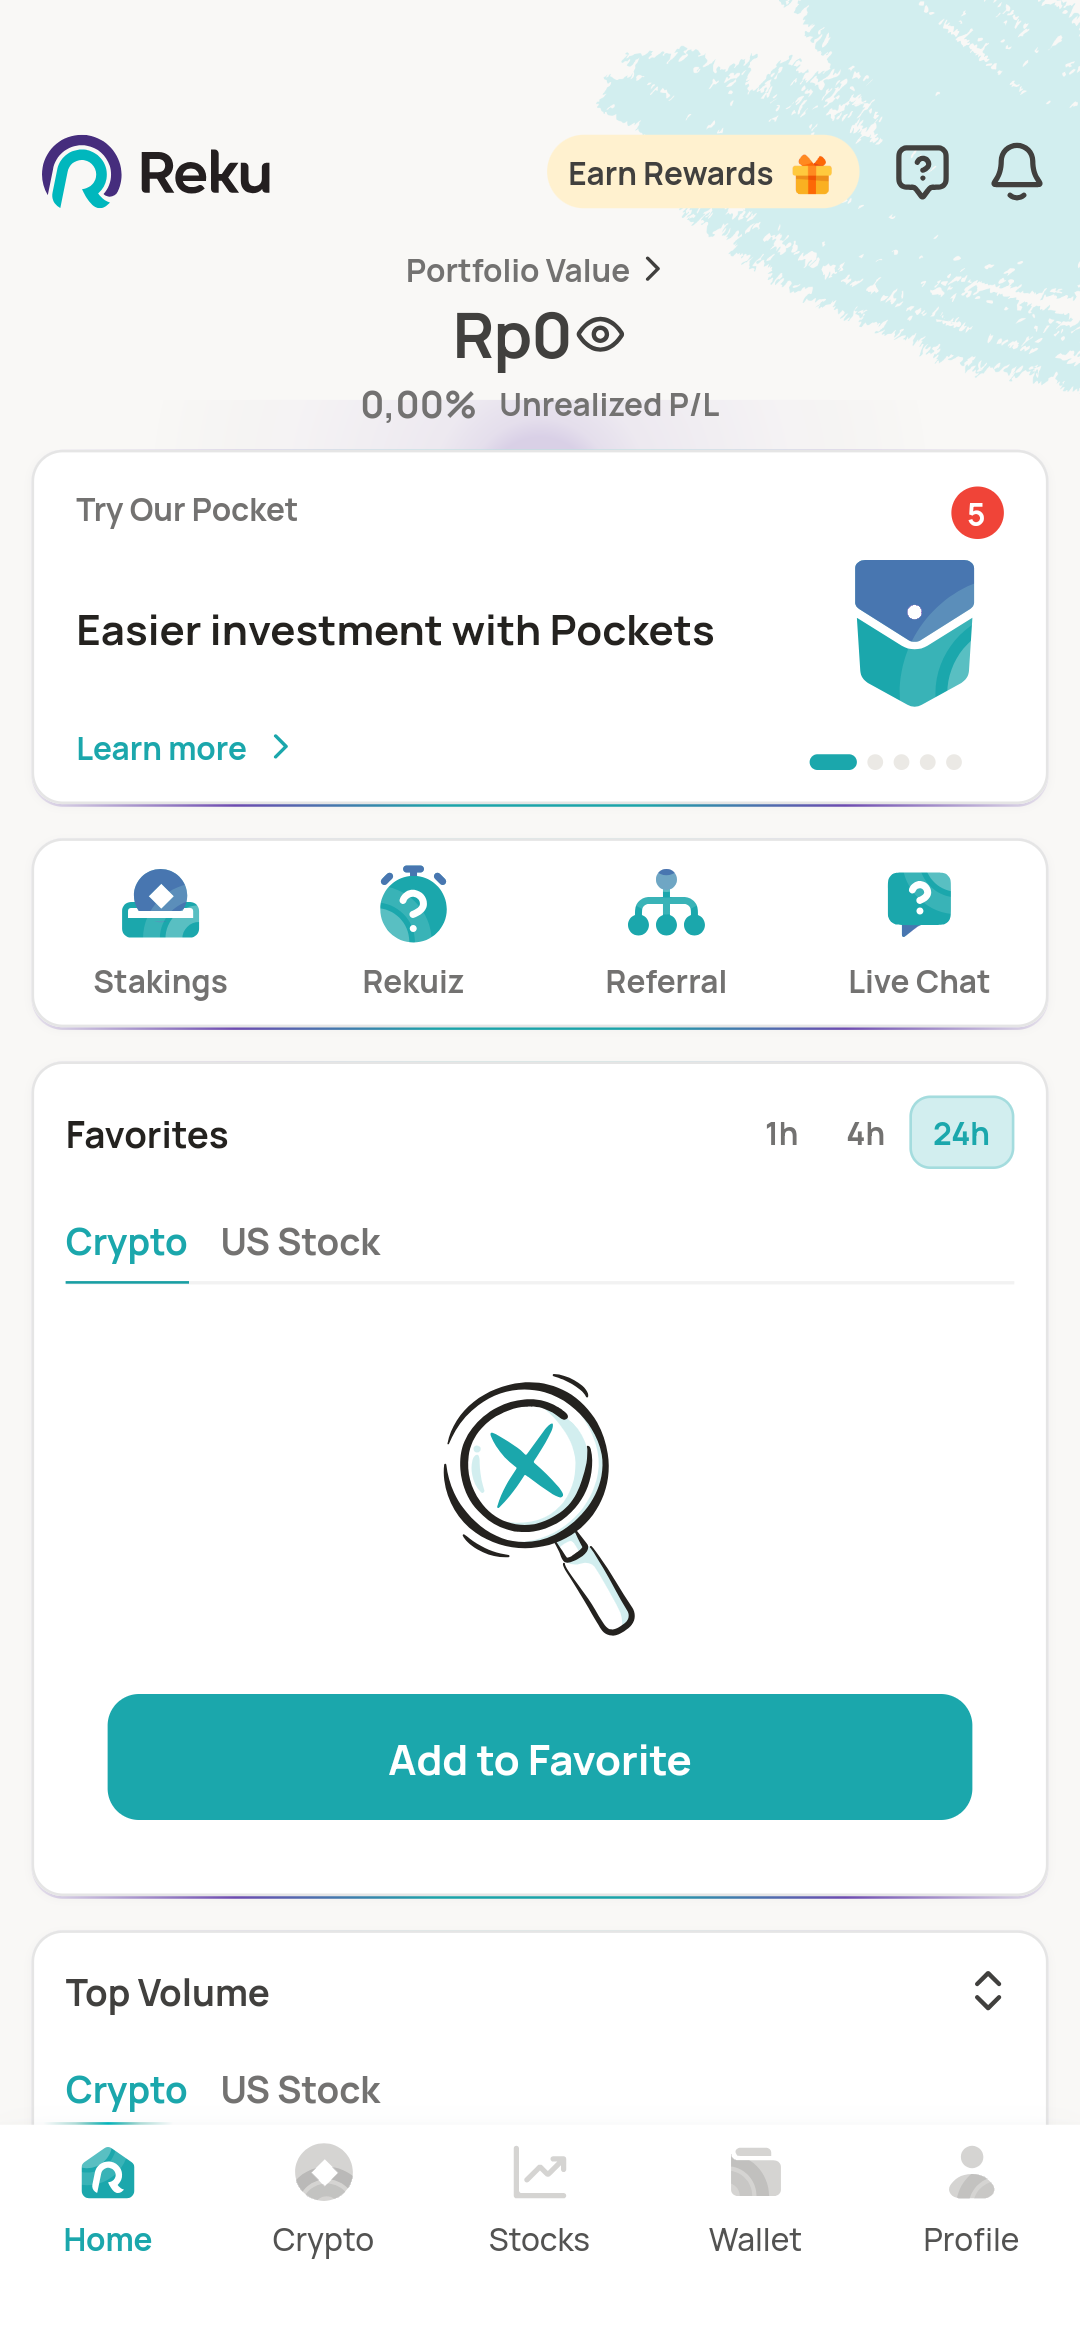 Reku
Earn Rewards
Portfolio Value
Rp0
0,00% Unrealized P/L
Try Our Pocket
5
Easier investment with Pockets
Learn more
Stakings
Rekuiz
Referral
Live Chat
Favorites
1h 4h 24h
Crypto US Stock
Add to Favorite
Top Volume
Crypto US Stock
Home
Crypto
Stocks
Wallet
Profile